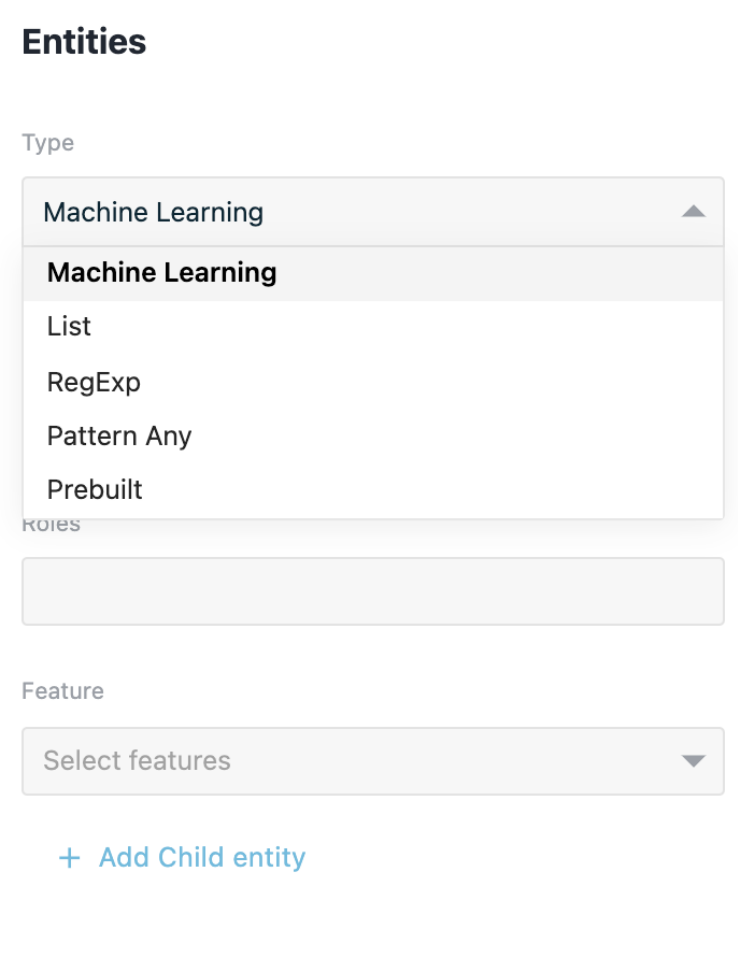 Entities
Type
Machine Learning
Machine Learning
List
RegExp
Pattern Any
Prebuilt
Roles
Feature
Select features
+ Add Child entity